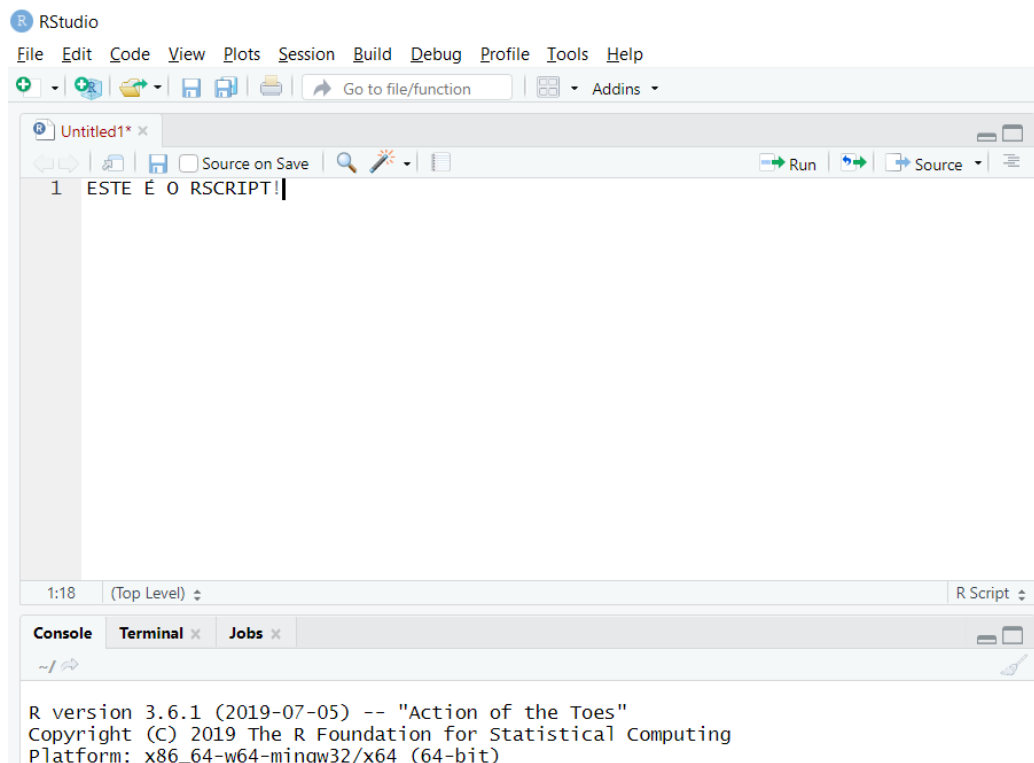 RStudio
File Edit Code View Plots Session Build Debug Profile Tools Help
Go to file/function Addins
Untitled1*
Source on Save Run Source
1 ESTE É O RSCRIPT!
1:18 (Top Level) R Script
Console Terminal Jobs
~/
R version 3.6.1 (2019-07-05) -- "Action of the Toes"
Copyright (C) 2019 The R Foundation for Statistical Computing
Platform: x86_64-w64-mingw32/x64 (64-bit)